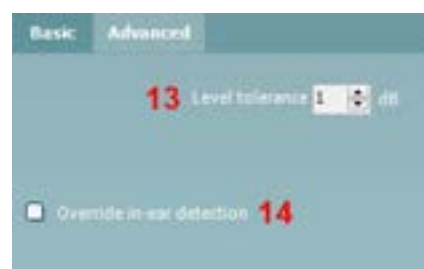 Basic Advanced
13 Level tolerance 1 dB
Override in-ear detection 14